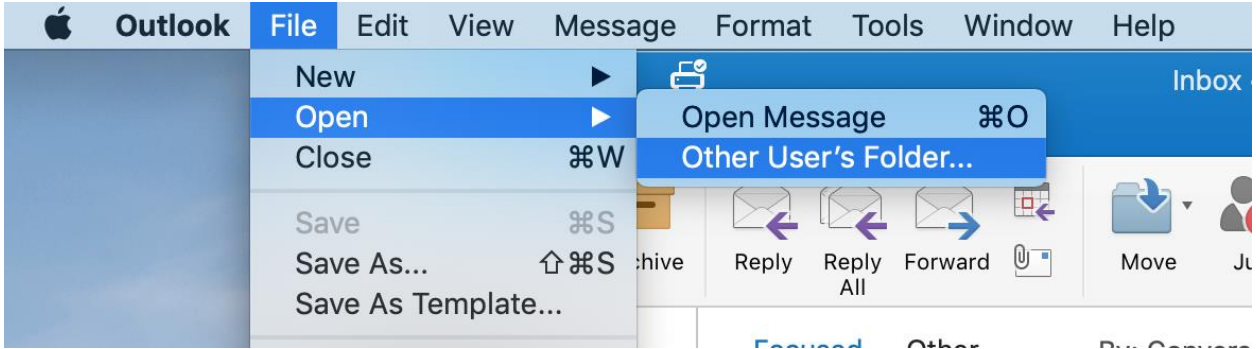 Outlook File Edit View Message Format Tools Window Help
New ▶
Inbox
Open ▶
Open Message ⌘O
Close ⌘W
Other User's Folder...
Save ⌘S
Save As... ⇧⌘S
Save As Template...
chive
Reply
Reply
All
Forward
Move
Focused Other
By: